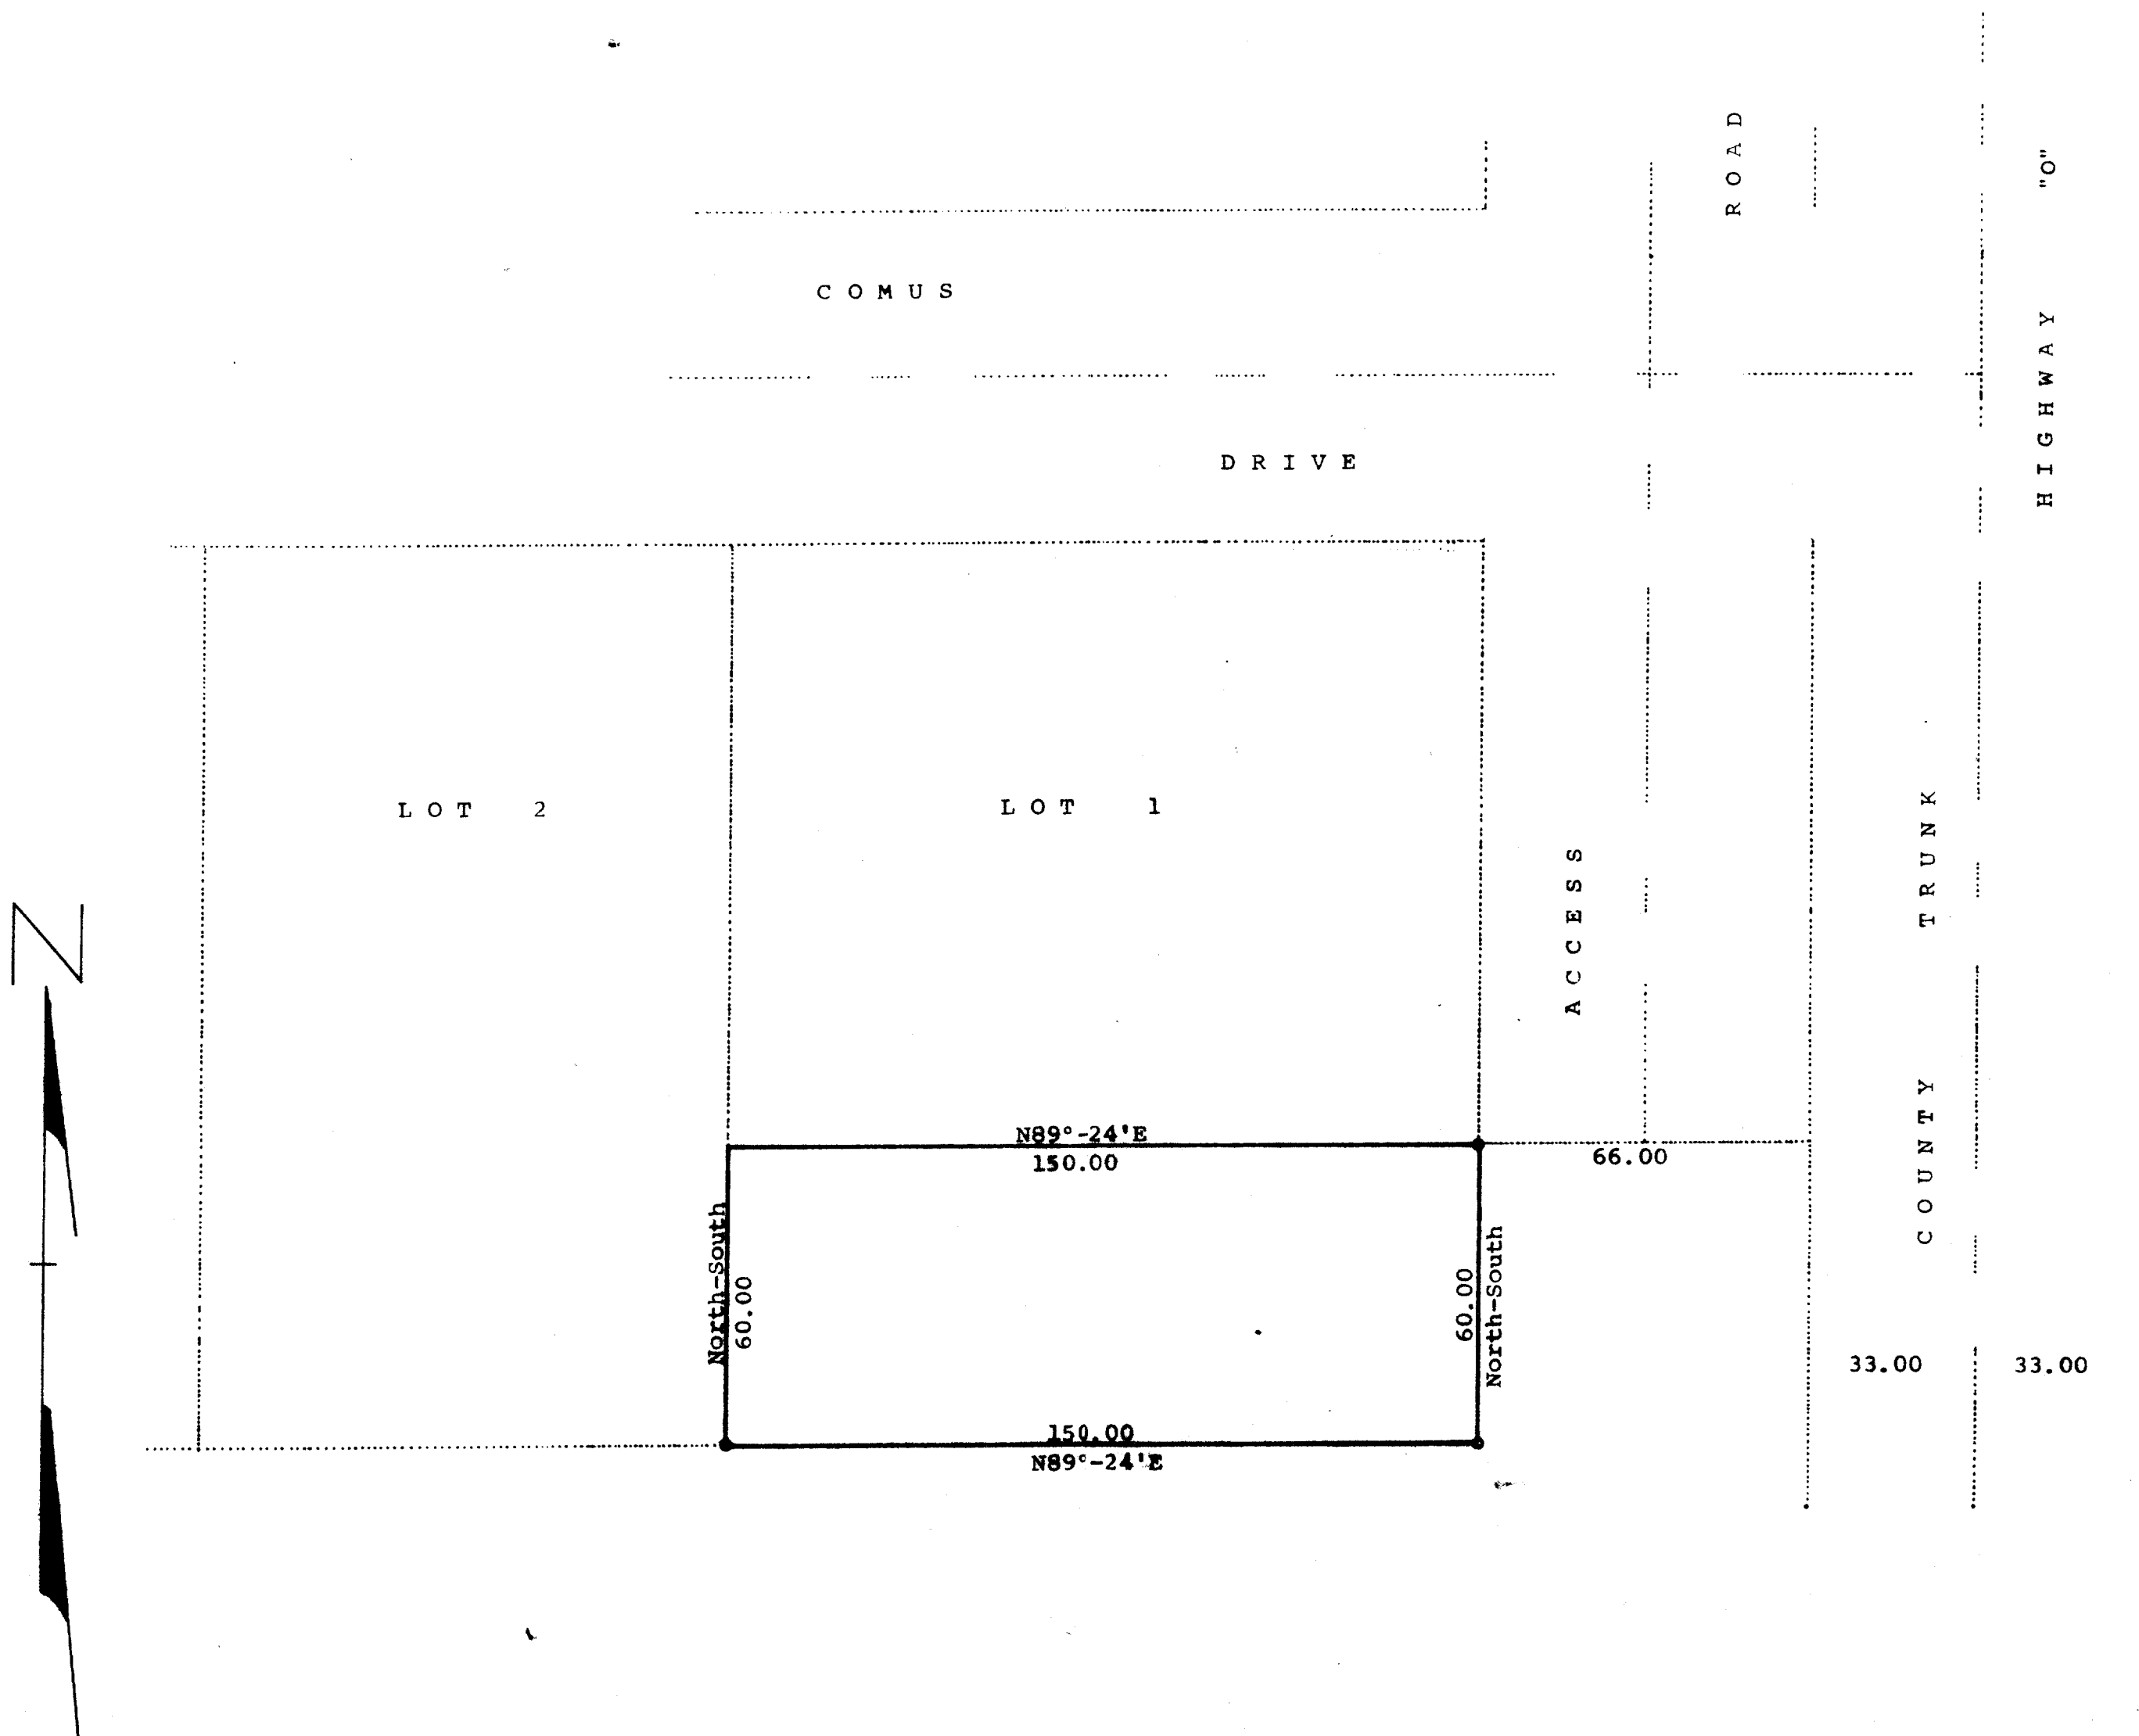 ROAD
"O"
HIGHWAY
COMUS
DRIVE
LOT 2
LOT 1
ACCESS
TRUNK
COUNTY
N
N89°-24'E
150.00
66.00
North-South
60.00
60.00
North-South
33.00
33.00
150.00
N89°-24'E